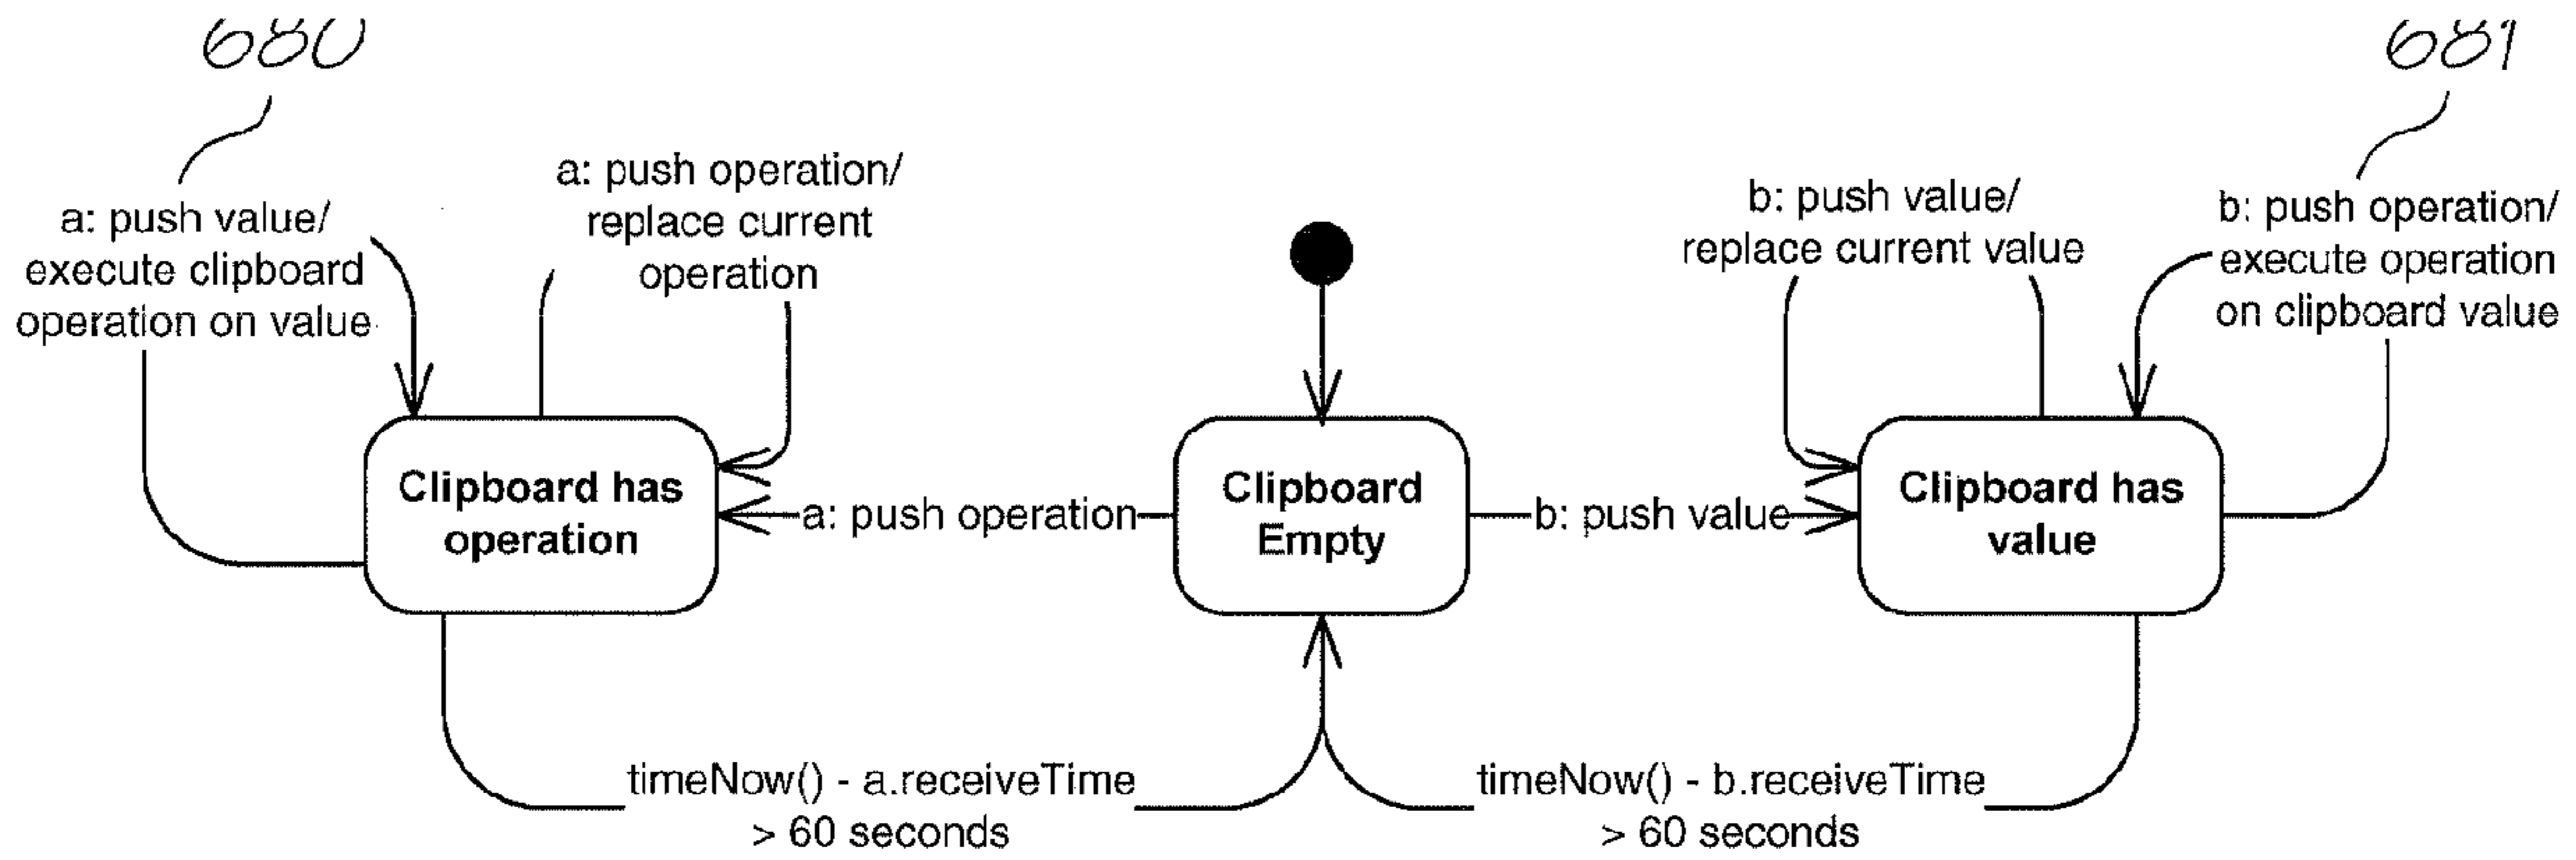 680
681
a: push value/
execute clipboard
operation on value
a: push operation/
replace current
operation
b: push value/
replace current value
b: push operation/
execute operation
on clipboard value
Clipboard has
operation
a: push operation
Clipboard
Empty
b: push value
Clipboard has
value
timeNow() - a.receiveTime
> 60 seconds
timeNow() - b.receiveTime
> 60 seconds